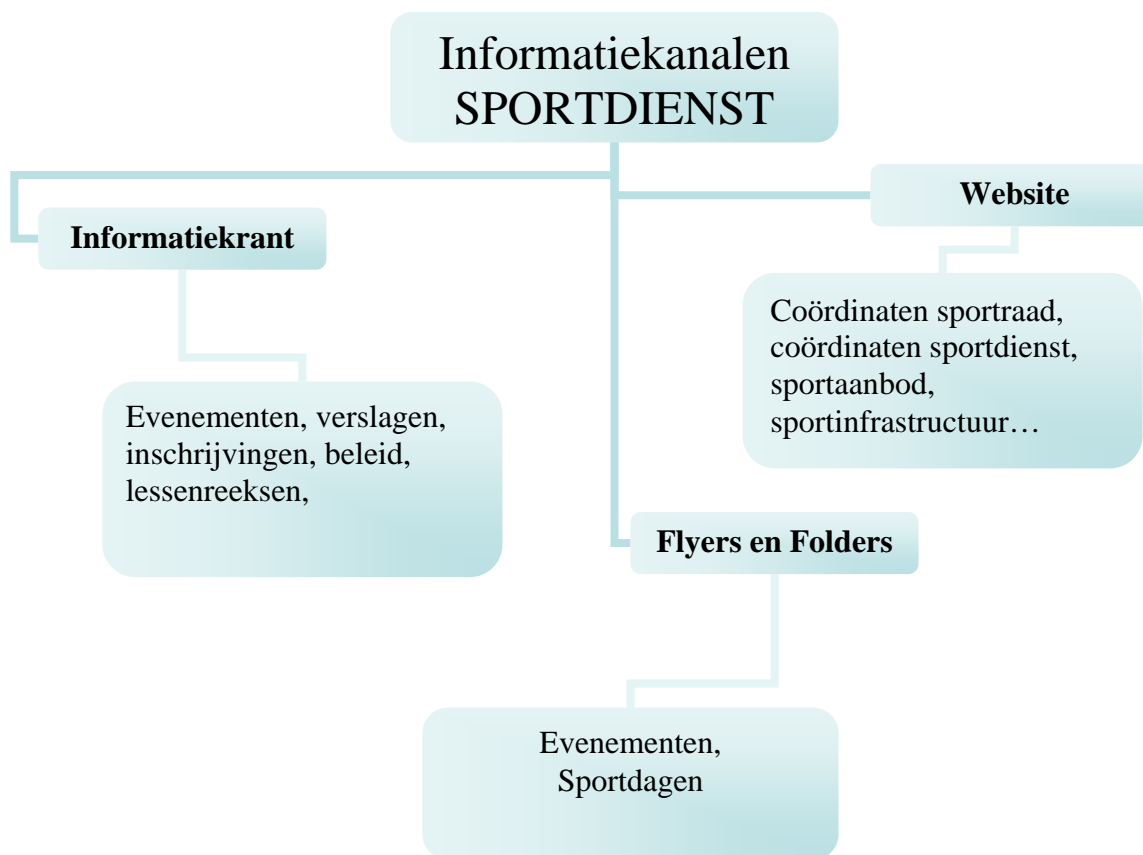 Informatiekanalen
SPORTDIENST
Website
Informatiekrant
Coördinaten sportraad,
coördinaten sportdienst,
sportaanbod,
sportinfrastructuur…
Evenementen, verslagen,
inschrijvingen, beleid,
lessenreeksen,
Flyers en Folders
Evenementen,
Sportdagen